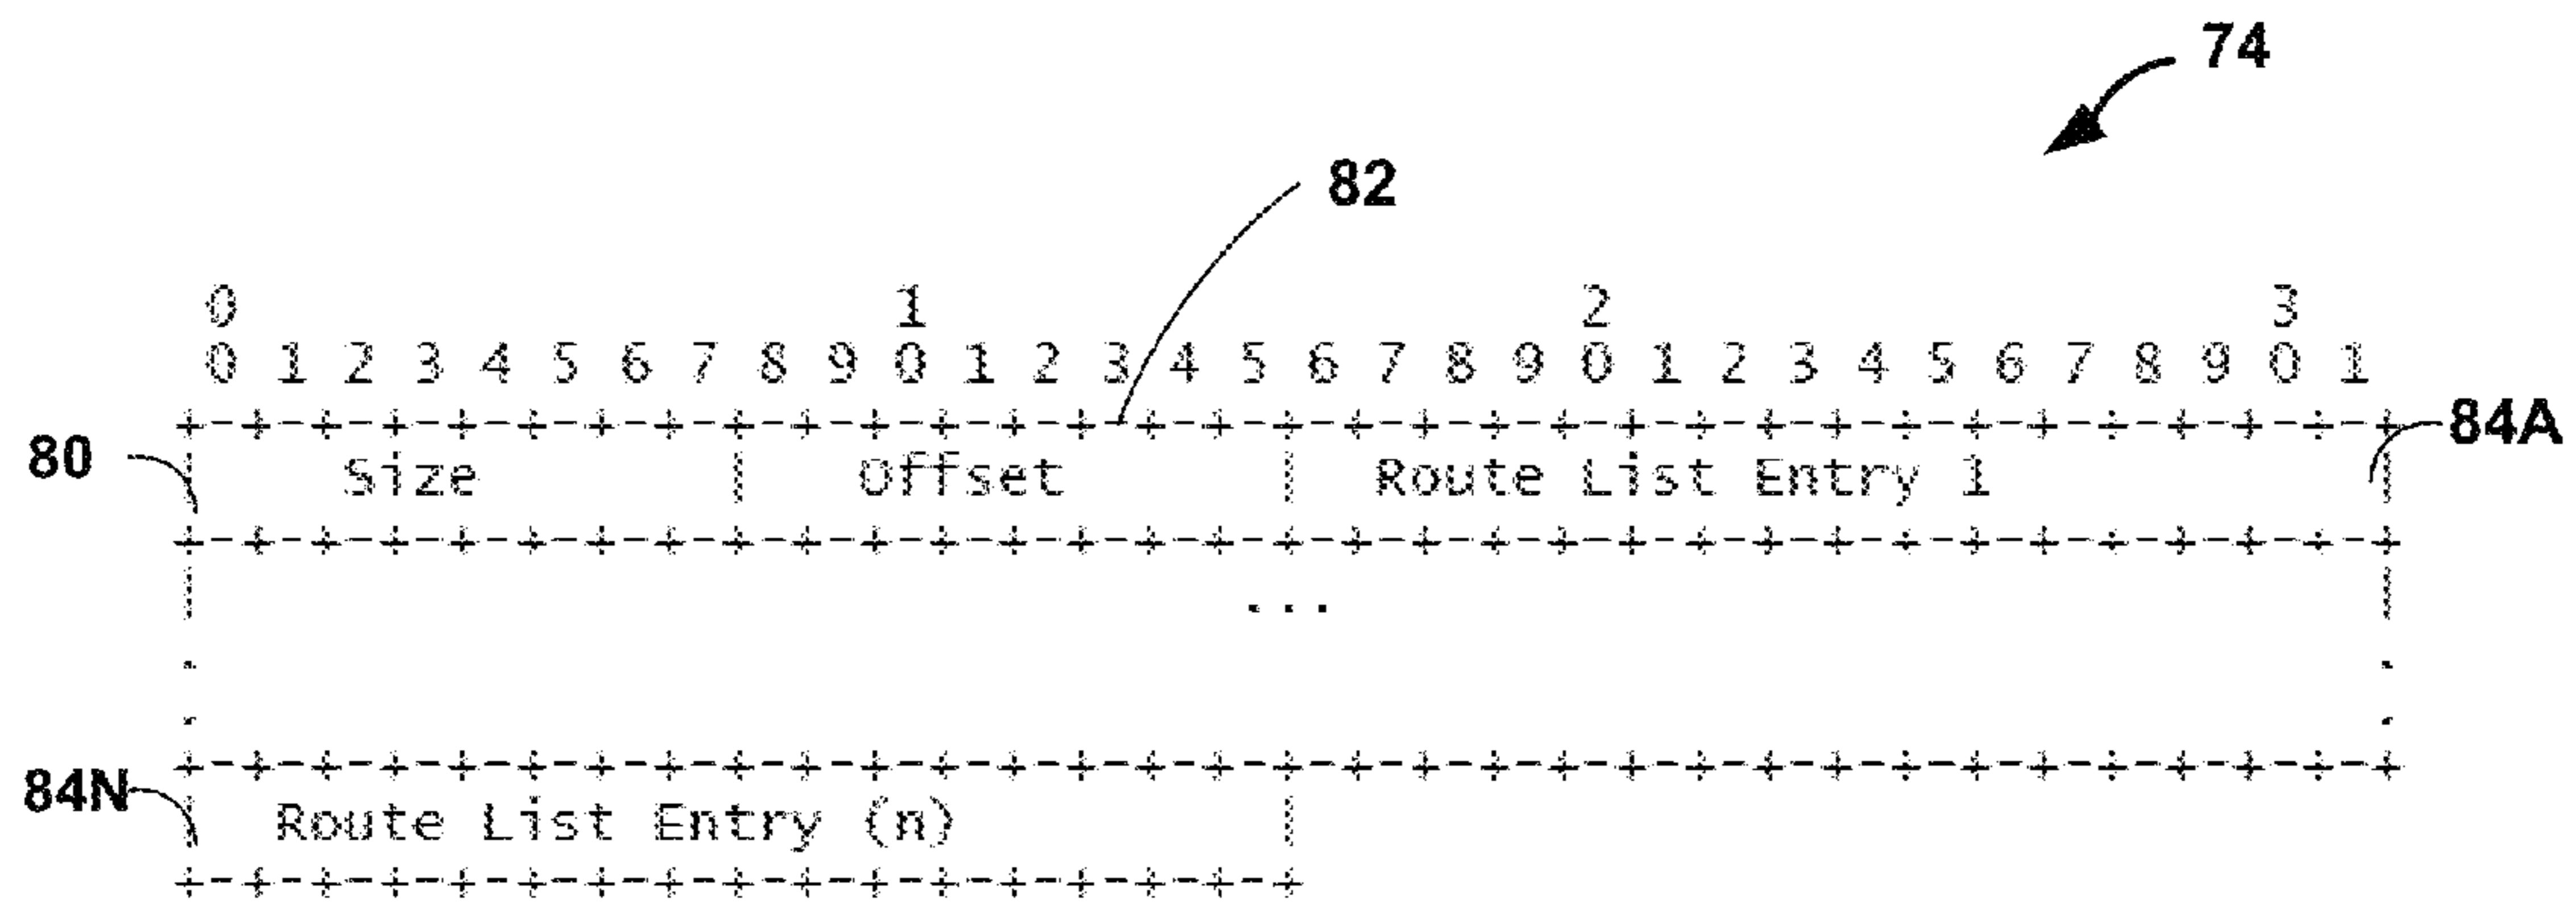 74
82
0 1 2 3
0 1 2 3 4 5 6 7 8 9 0 1 2 3 4 5 6 7 8 9 0 1 2 3 4 5 6 7 8 9 0 1
+-+-+-+-+-+-+-+-+-+-+-+-+-+-+-+-+-+-+-+-+-+-+-+-+-+-+-+-+-+-+-+-+
84A
80
| Size | Offset | Route List Entry 1 |
+-+-+-+-+-+-+-+-+-+-+-+-+-+-+-+-+-+-+-+-+-+-+-+-+-+-+-+-+-+-+-+-+
| ... |
. .
. .
+-+-+-+-+-+-+-+-+-+-+-+-+-+-+-+-+-+-+-+-+-+-+-+-+-+-+-+-+-+-+-+-+
84N
| Route List Entry (n) |
+-+-+-+-+-+-+-+-+-+-+-+-+-+-+-+-+